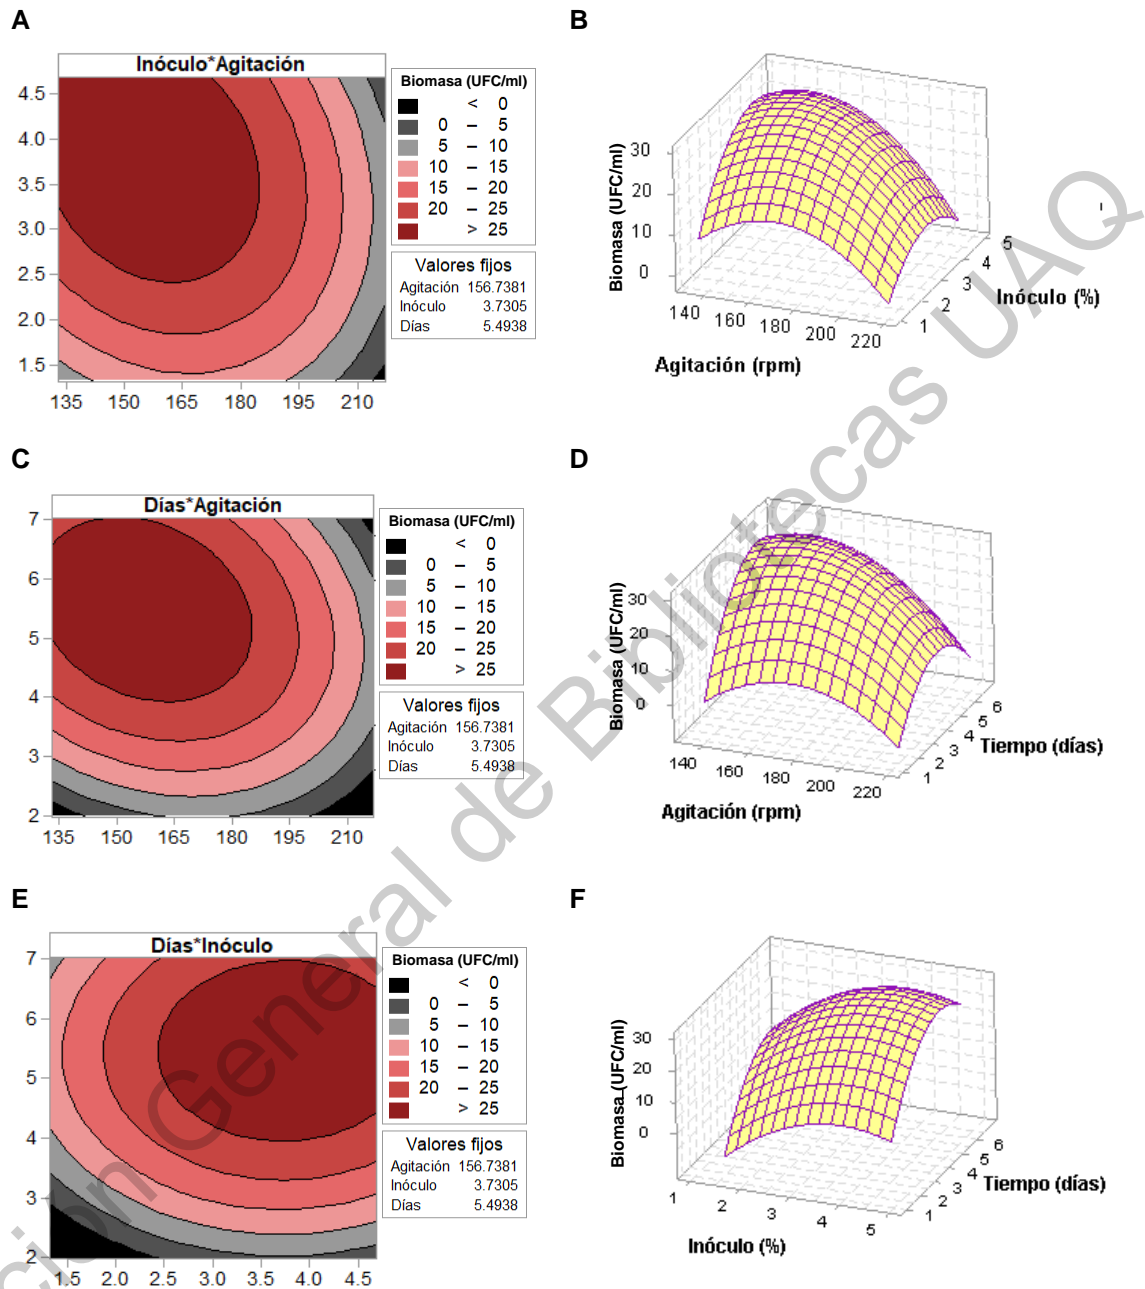 A
Inóculo*Agitación
4.5
4.0
3.5
3.0
2.5
2.0
1.5
135 150 165 180 195 210
Biomasa (UFC/ml)
< 0
0 – 5
5 – 10
10 – 15
15 – 20
20 – 25
> 25
Valores fijos
Agitación 156.7381
Inóculo 3.7305
Días 5.4938
B
Biomasa (UFC/ml)
30
20
10
0
140 160 180 200 220
Agitación (rpm)
1 2 3 4 5
Inóculo (%)
C
Días*Agitación
7
6
5
4
3
2
135 150 165 180 195 210
Biomasa (UFC/ml)
< 0
0 – 5
5 – 10
10 – 15
15 – 20
20 – 25
> 25
Valores fijos
Agitación 156.7381
Inóculo 3.7305
Días 5.4938
D
Biomasa (UFC/ml)
30
20
10
0
140 160 180 200 220
Agitación (rpm)
1 2 3 4 5 6
Tiempo (días)
E
Días*Inóculo
7
6
5
4
3
2
1.5 2.0 2.5 3.0 3.5 4.0 4.5
Biomasa (UFC/ml)
< 0
0 – 5
5 – 10
10 – 15
15 – 20
20 – 25
> 25
Valores fijos
Agitación 156.7381
Inóculo 3.7305
Días 5.4938
F
Biomasa (UFC/ml)
30
20
10
0
1 2 3 4 5
Inóculo (%)
1 2 3 4 5 6
Tiempo (días)
General de Bibliotecas UAQ